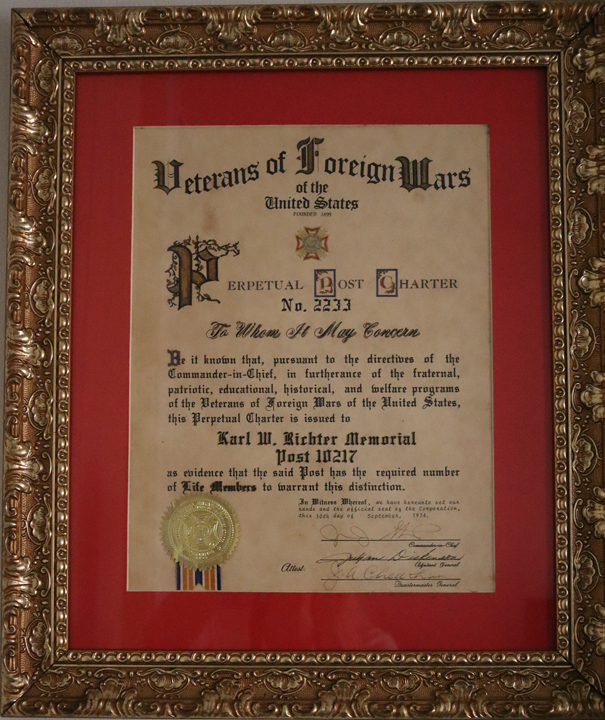 Veterans of Foreign Wars
of the
United States
FOUNDED 1899
PERPETUAL POST CHARTER
No. 2233
To Whom It May Concern
Be it known that, pursuant to the directives of the
Commander-in-Chief, in furtherance of the fraternal,
patriotic, educational, historical, and welfare programs
of the Veterans of Foreign Wars of the United States,
this Perpetual Charter is issued to
Karl W. Richter Memorial
Post 10217
as evidence that the said Post has the required number
of Life Members to warrant this distinction.
In Witness Whereof, we have hereunto set our
hands and the official seal of the Corporation,
this day of September,
Commander-in-Chief
Adjutant General
Attest:
Quartermaster General